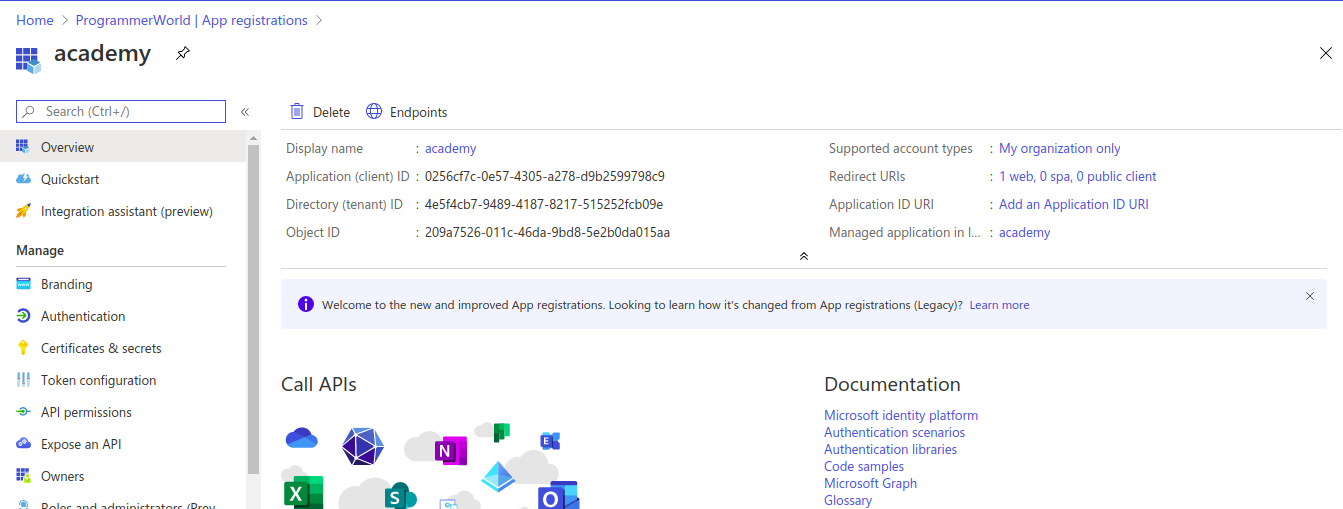 Home > ProgrammerWorld | App registrations >
academy
Search (Ctrl+/)
«
Overview
Quickstart
Integration assistant (preview)
Manage
Branding
Authentication
Certificates & secrets
Token configuration
API permissions
Expose an API
Owners
Roles and administrators (Prev
Delete Endpoints
Display name : academy
Application (client) ID : 0256cf7c-0e57-4305-a278-d9b2599798c9
Directory (tenant) ID : 4e5f4cb7-9489-4187-8217-515252fcb09e
Object ID : 209a7526-011c-46da-9bd8-5e2b0da015aa
Supported account types : My organization only
Redirect URIs : 1 web, 0 spa, 0 public client
Application ID URI : Add an Application ID URI
Managed application in l... : academy
Welcome to the new and improved App registrations. Looking to learn how it's changed from App registrations (Legacy)? Learn more
Call APIs
N
E
X
S
O
Documentation
Microsoft identity platform
Authentication scenarios
Authentication libraries
Code samples
Microsoft Graph
Glossary